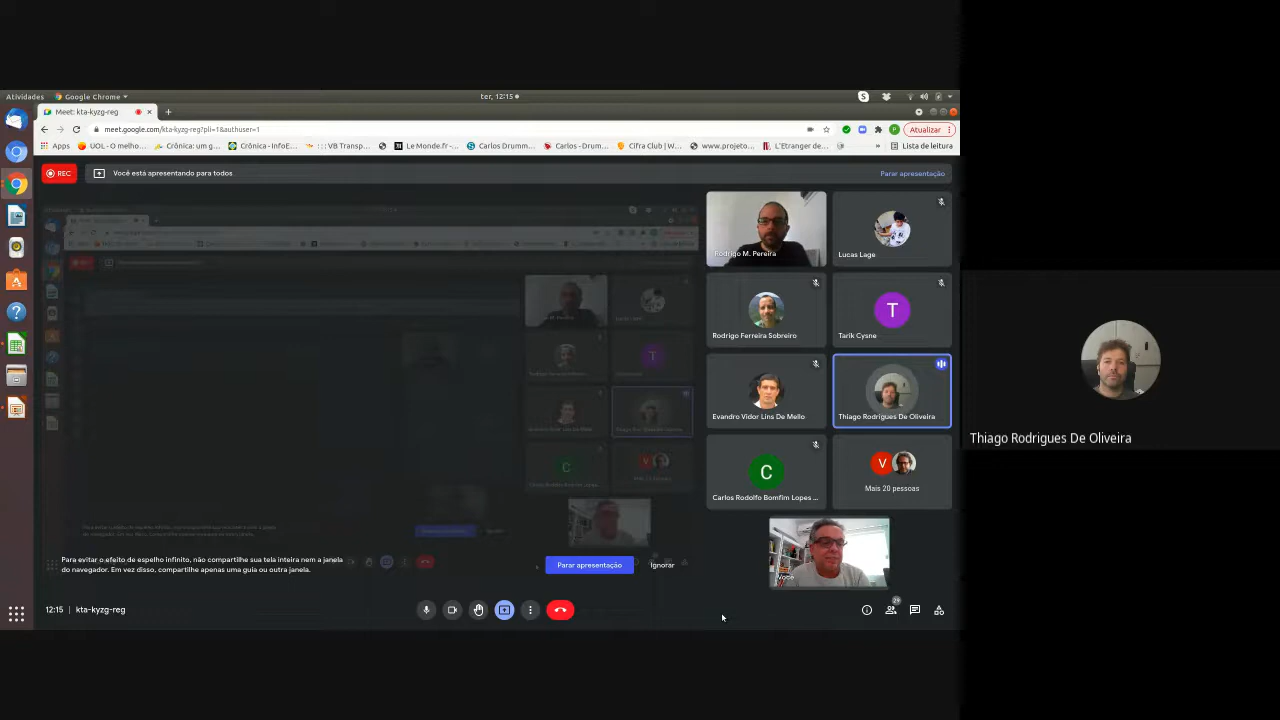 Atividades
Google Chrome
ter, 12:15
Meet: kta-kyzg-reg
meet.google.com/kta-kyzg-reg?pli=1&authuser=1
Atualizar
Apps
UOL - O melho...
Crônica: um g...
Crônica - InfoE...
::: VB Transp...
Le Monde.fr -...
Carlos Drumm...
Carlos - Drum...
Cifra Club | W...
www.projeto...
L'Etranger de...
»
Lista de leitura
REC
Você está apresentando para todos
Parar apresentação
Rodrigo M. Pereira
Lucas Lage
Rodrigo Ferreira Sobreiro
T
Tarik Cysne
Evandro Vidor Lins De Mello
Thiago Rodrigues De Oliveira
C
Carlos Rodolfo Bomfim Lopes ...
V
Mais 20 pessoas
Você
Para evitar o efeito de espelho infinito, não compartilhe sua tela inteira nem a janela
do navegador. Em vez disso, compartilhe apenas uma guia ou outra janela.
Parar apresentação
Ignorar
12:15 | kta-kyzg-reg
29
Thiago Rodrigues De Oliveira